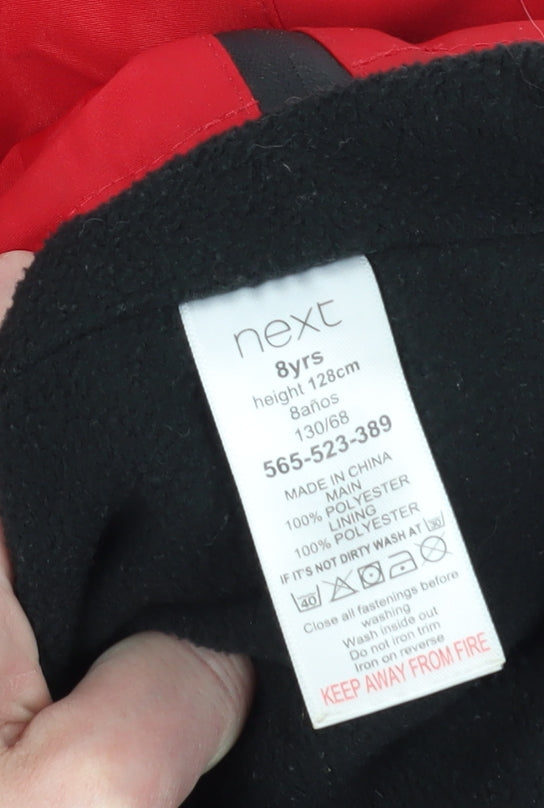 next
8yrs
height 128cm
8años
130/68
565-523-389
MADE IN CHINA
MAIN
100% POLYESTER
LINING
100% POLYESTER
IF IT'S NOT DIRTY WASH AT 30
40
Close all fastenings before
washing
Wash inside out
Do not iron trim
Iron on reverse
KEEP AWAY FROM FIRE